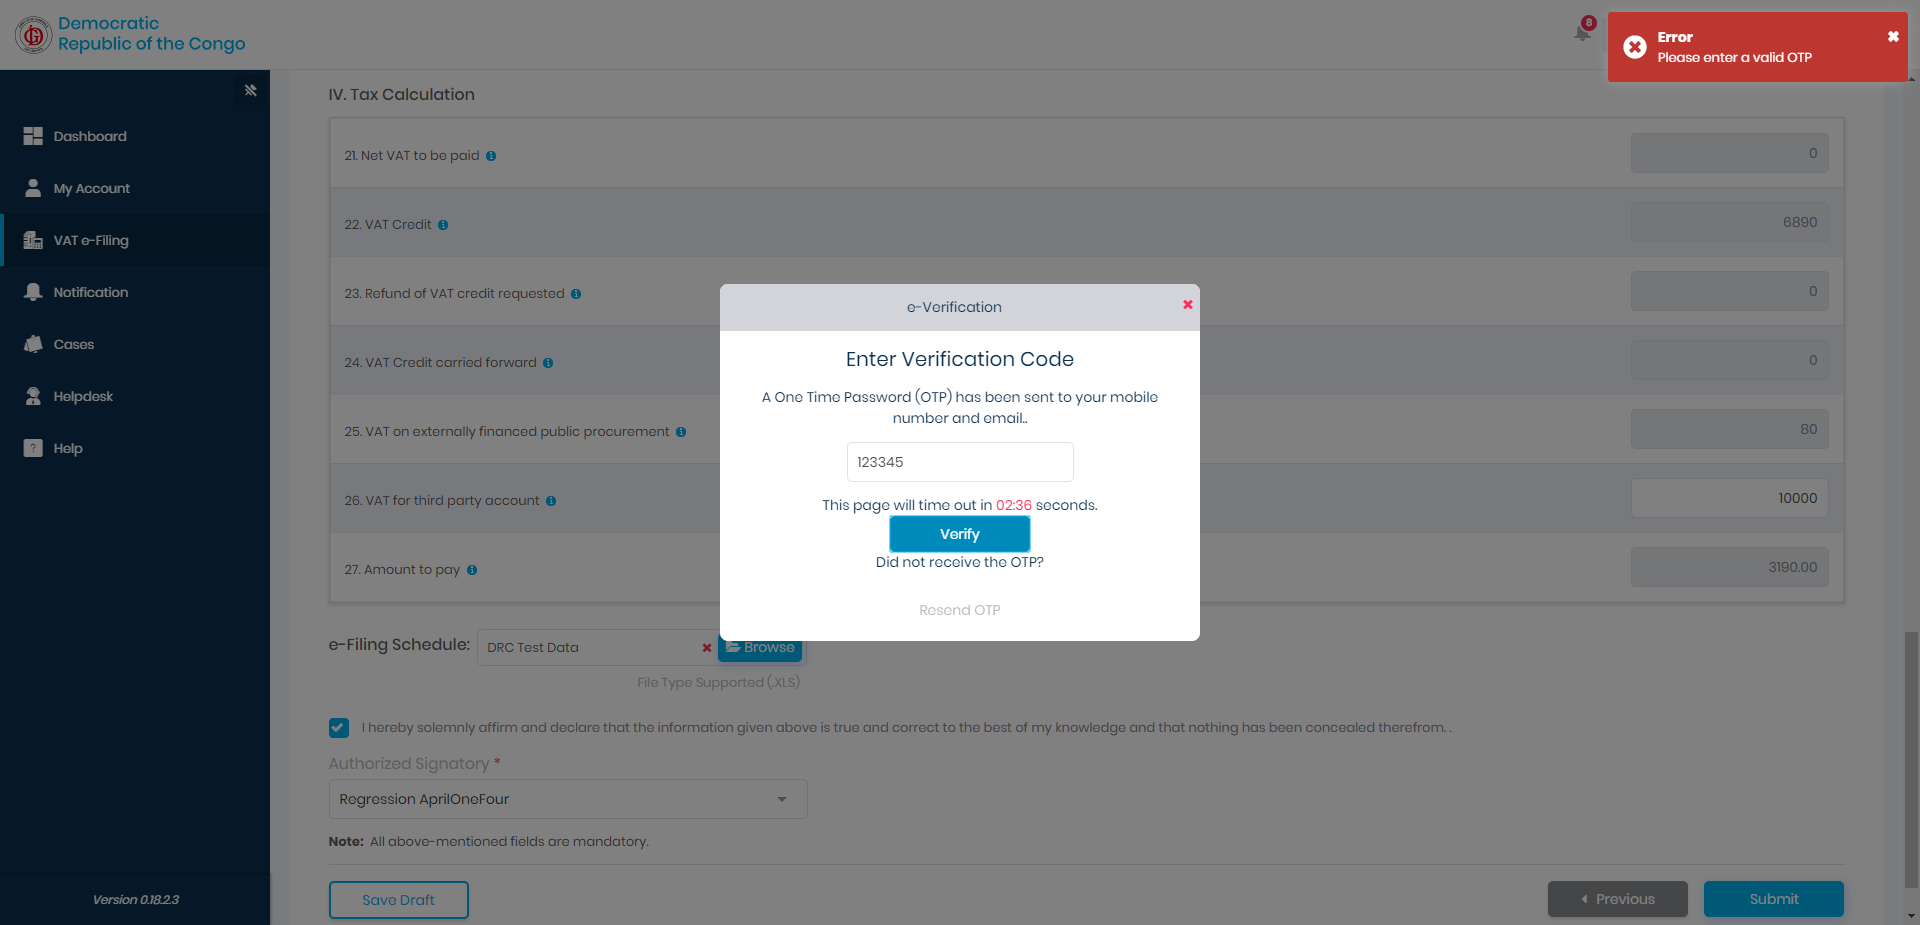 Democratic
Republic of the Congo
8
Error
Please enter a valid OTP
Dashboard
My Account
VAT e-Filing
Notification
Cases
Helpdesk
? Help
Version 0.18.2.3
IV. Tax Calculation
21. Net VAT to be paid 0
22. VAT Credit 6890
23. Refund of VAT credit requested 0
24. VAT Credit carried forward 0
25. VAT on externally financed public procurement 80
26. VAT for third party account 10000
27. Amount to pay 3190.00
e-Verification
Enter Verification Code
A One Time Password (OTP) has been sent to your mobile
number and email..
123345
This page will time out in 02:36 seconds.
Verify
Did not receive the OTP?
Resend OTP
e-Filing Schedule: DRC Test Data Browse
File Type Supported (.XLS)
I hereby solemnly affirm and declare that the information given above is true and correct to the best of my knowledge and that nothing has been concealed therefrom. .
Authorized Signatory *
Regression AprilOneFour
Note: All above-mentioned fields are mandatory.
Save Draft
Previous
Submit